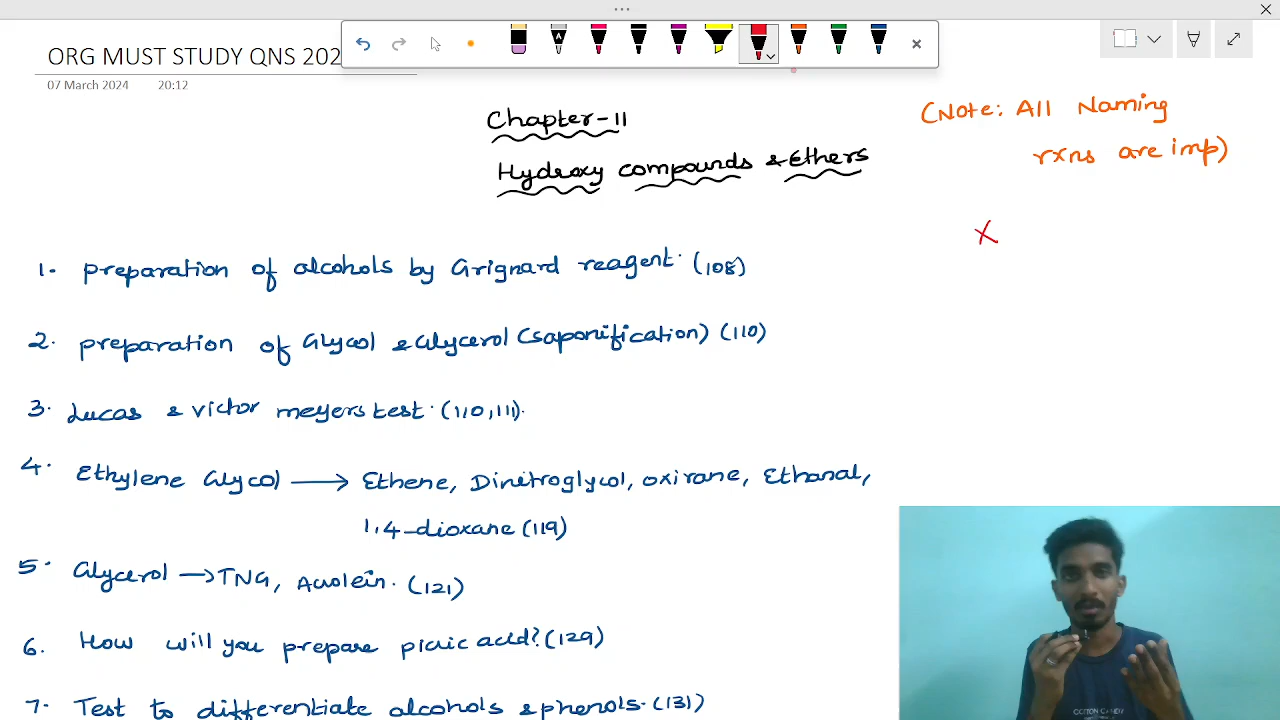 ORG MUST STUDY QNS 202
07 March 2024 20:12
Chapter-11
Hydroxy compounds & Ethers
(Note: All Naming
rxns are imp)
X
1. preparation of alcohols by Grignard reagent. (108)
2. preparation of Glycol & Glycerol (saponification) (110)
3. Lucas & victor meyers test. (110,111).
4. Ethylene Glycol → Ethene, Dinitroglycol, oxirane, Ethanal,
1,4-dioxane (119)
5. Glycerol → TNG, Acrolein. (121)
6. How will you prepare picric acid? (129)
7. Test to differentiate alcohols & phenols. (131)